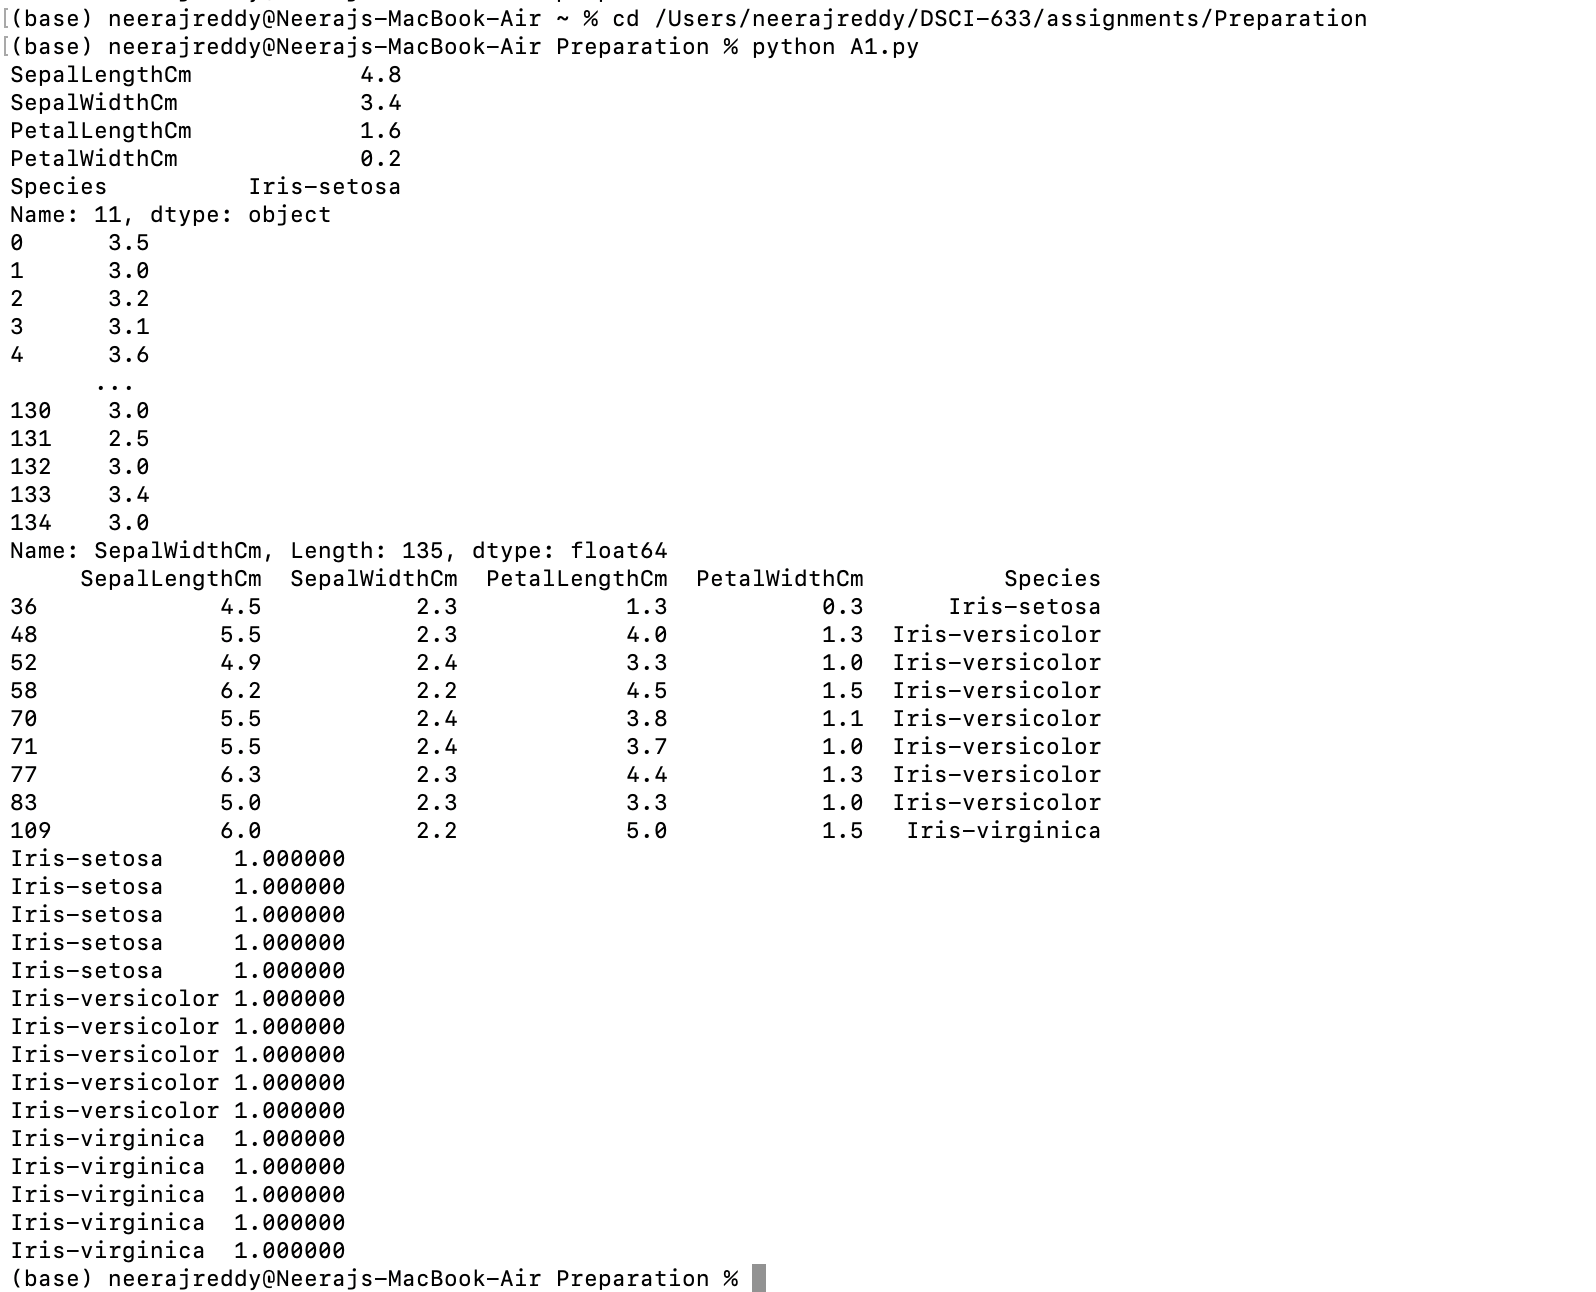 (base) neerajreddy@Neerajs-MacBook-Air ~ % cd /Users/neerajreddy/DSCI-633/assignments/Preparation
(base) neerajreddy@Neerajs-MacBook-Air Preparation % python A1.py
SepalLengthCm            4.8
SepalWidthCm             3.4
PetalLengthCm            1.6
PetalWidthCm             0.2
Species          Iris-setosa
Name: 11, dtype: object
0      3.5
1      3.0
2      3.2
3      3.1
4      3.6
      ...
130    3.0
131    2.5
132    3.0
133    3.4
134    3.0
Name: SepalWidthCm, Length: 135, dtype: float64
     SepalLengthCm  SepalWidthCm  PetalLengthCm  PetalWidthCm          Species
36             4.5           2.3            1.3           0.3      Iris-setosa
48             5.5           2.3            4.0           1.3  Iris-versicolor
52             4.9           2.4            3.3           1.0  Iris-versicolor
58             6.2           2.2            4.5           1.5  Iris-versicolor
70             5.5           2.4            3.8           1.1  Iris-versicolor
71             5.5           2.4            3.7           1.0  Iris-versicolor
77             6.3           2.3            4.4           1.3  Iris-versicolor
83             5.0           2.3            3.3           1.0  Iris-versicolor
109            6.0           2.2            5.0           1.5   Iris-virginica
Iris-setosa     1.000000
Iris-setosa     1.000000
Iris-setosa     1.000000
Iris-setosa     1.000000
Iris-setosa     1.000000
Iris-versicolor 1.000000
Iris-versicolor 1.000000
Iris-versicolor 1.000000
Iris-versicolor 1.000000
Iris-versicolor 1.000000
Iris-virginica  1.000000
Iris-virginica  1.000000
Iris-virginica  1.000000
Iris-virginica  1.000000
Iris-virginica  1.000000
(base) neerajreddy@Neerajs-MacBook-Air Preparation %